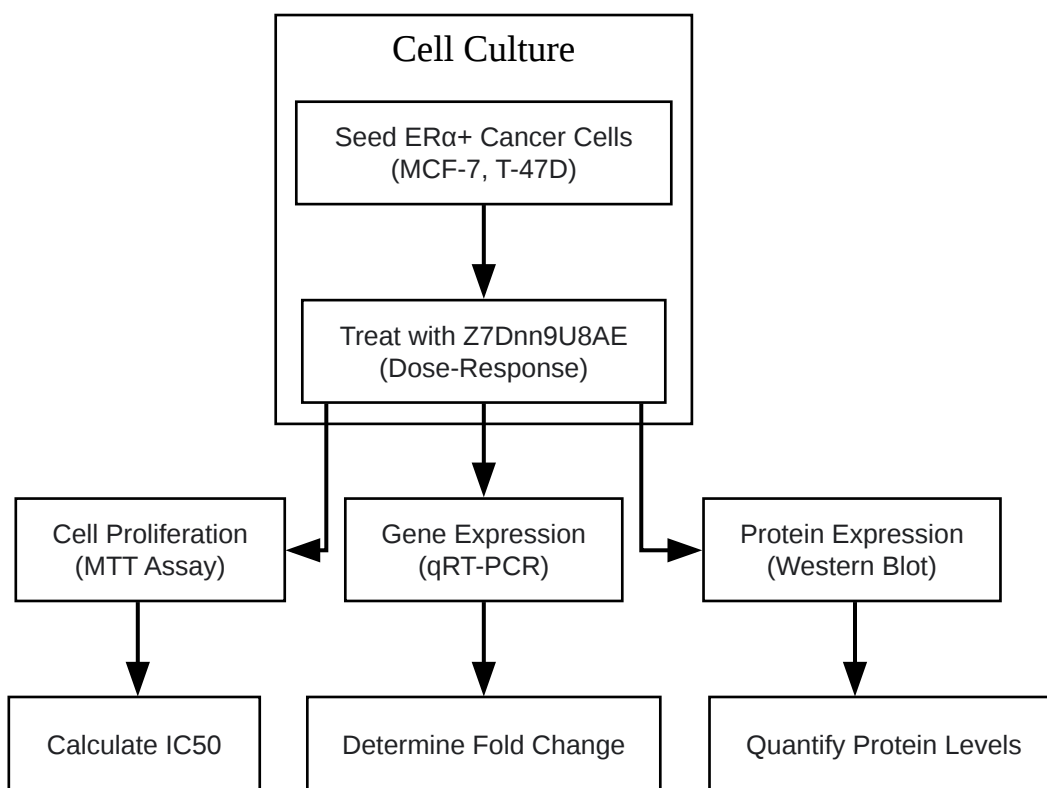 Cell Culture
Seed ERα+ Cancer Cells
(MCF-7, T-47D)
Treat with Z7Dnn9U8AE
(Dose-Response)
Cell Proliferation
(MTT Assay)
Gene Expression
(qRT-PCR)
Protein Expression
(Western Blot)
Calculate IC50
Determine Fold Change
Quantify Protein Levels